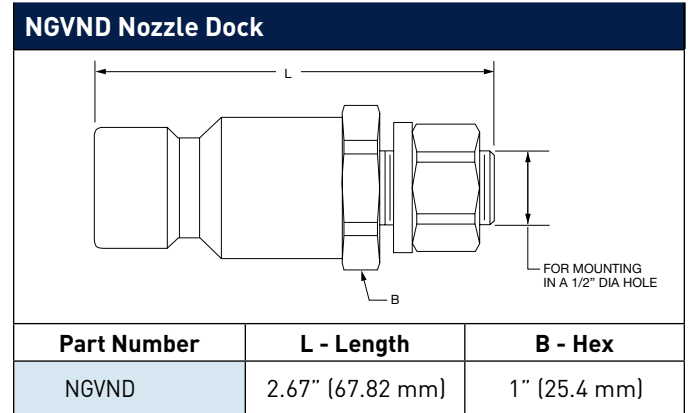 NGVND Nozzle Dock
L
FOR MOUNTING
IN A 1/2” DIA HOLE
B
Part Number L - Length B - Hex
NGVND 2.67” (67.82 mm) 1” (25.4 mm)